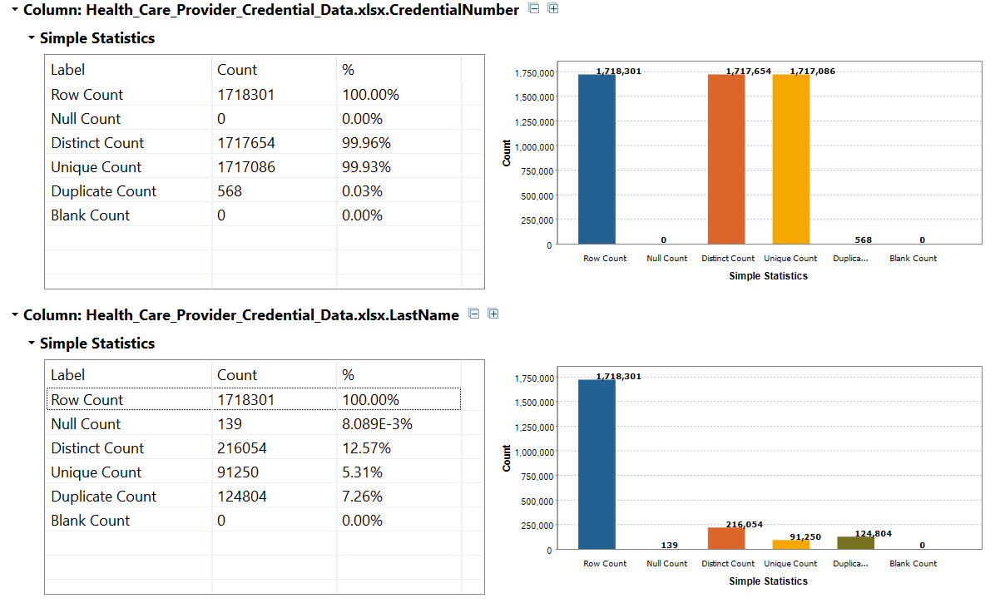 Column: Health_Care_Provider_Credential_Data.xlsx.CredentialNumber
Simple Statistics
Label Count %
Row Count 1718301 100.00%
Null Count 0 0.00%
Distinct Count 1717654 99.96%
Unique Count 1717086 99.93%
Duplicate Count 568 0.03%
Blank Count 0 0.00%
1,718,301 1,717,654 1,717,086
1,750,000
1,500,000
1,250,000
1,000,000
750,000
500,000
250,000
0
Count
0 568 0
Row Count Null Count Distinct Count Unique Count Duplica... Blank Count
Simple Statistics
Column: Health_Care_Provider_Credential_Data.xlsx.LastName
Simple Statistics
Label Count %
Row Count 1718301 100.00%
Null Count 139 8.089E-3%
Distinct Count 216054 12.57%
Unique Count 91250 5.31%
Duplicate Count 124804 7.26%
Blank Count 0 0.00%
1,718,301
1,750,000
1,500,000
1,250,000
1,000,000
750,000
500,000
250,000
0
Count
139 216,054 91,250 124,804 0
Row Count Null Count Distinct Count Unique Count Duplica... Blank Count
Simple Statistics